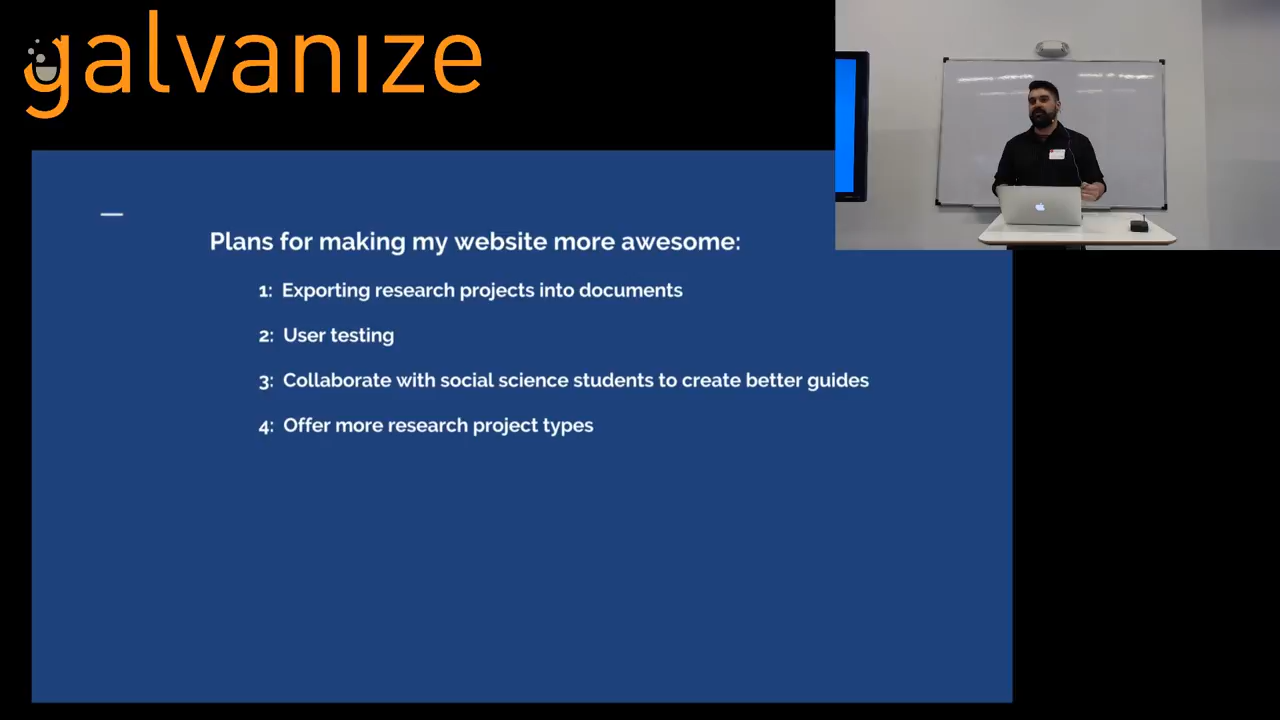 galvanize
Plans for making my website more awesome:
1: Exporting research projects into documents
2: User testing
3: Collaborate with social science students to create better guides
4: Offer more research project types